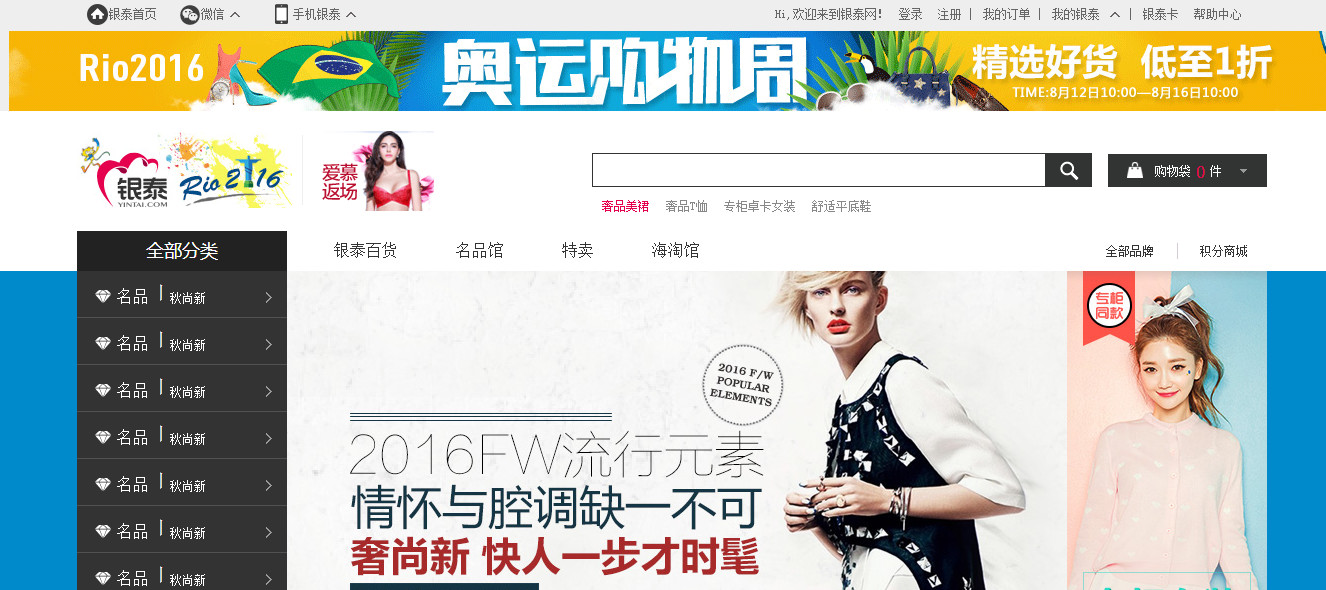 银泰首页 微信 手机银泰 Hi,欢迎来到银泰网! 登录 注册 | 我的订单 | 我的银泰 | 银泰卡 帮助中心
Rio2016 奥运购物周 精选好货 低至1折
TIME:8月12日10:00—8月16日10:00
银泰
YINTAI.COM
Rio 2016
爱慕
返场
购物袋 0 件
奢品美裙 奢品T恤 专柜卓卡女装 舒适平底鞋
全部分类 银泰百货 名品馆 特卖 海淘馆 全部品牌 | 积分商城
名品 | 秋尚新
名品 | 秋尚新
名品 | 秋尚新
名品 | 秋尚新
名品 | 秋尚新
名品 | 秋尚新
名品 | 秋尚新
2016 F/W
POPULAR
ELEMENTS
2016FW流行元素
情怀与腔调缺一不可
奢尚新 快人一步才时髦
专柜
同款